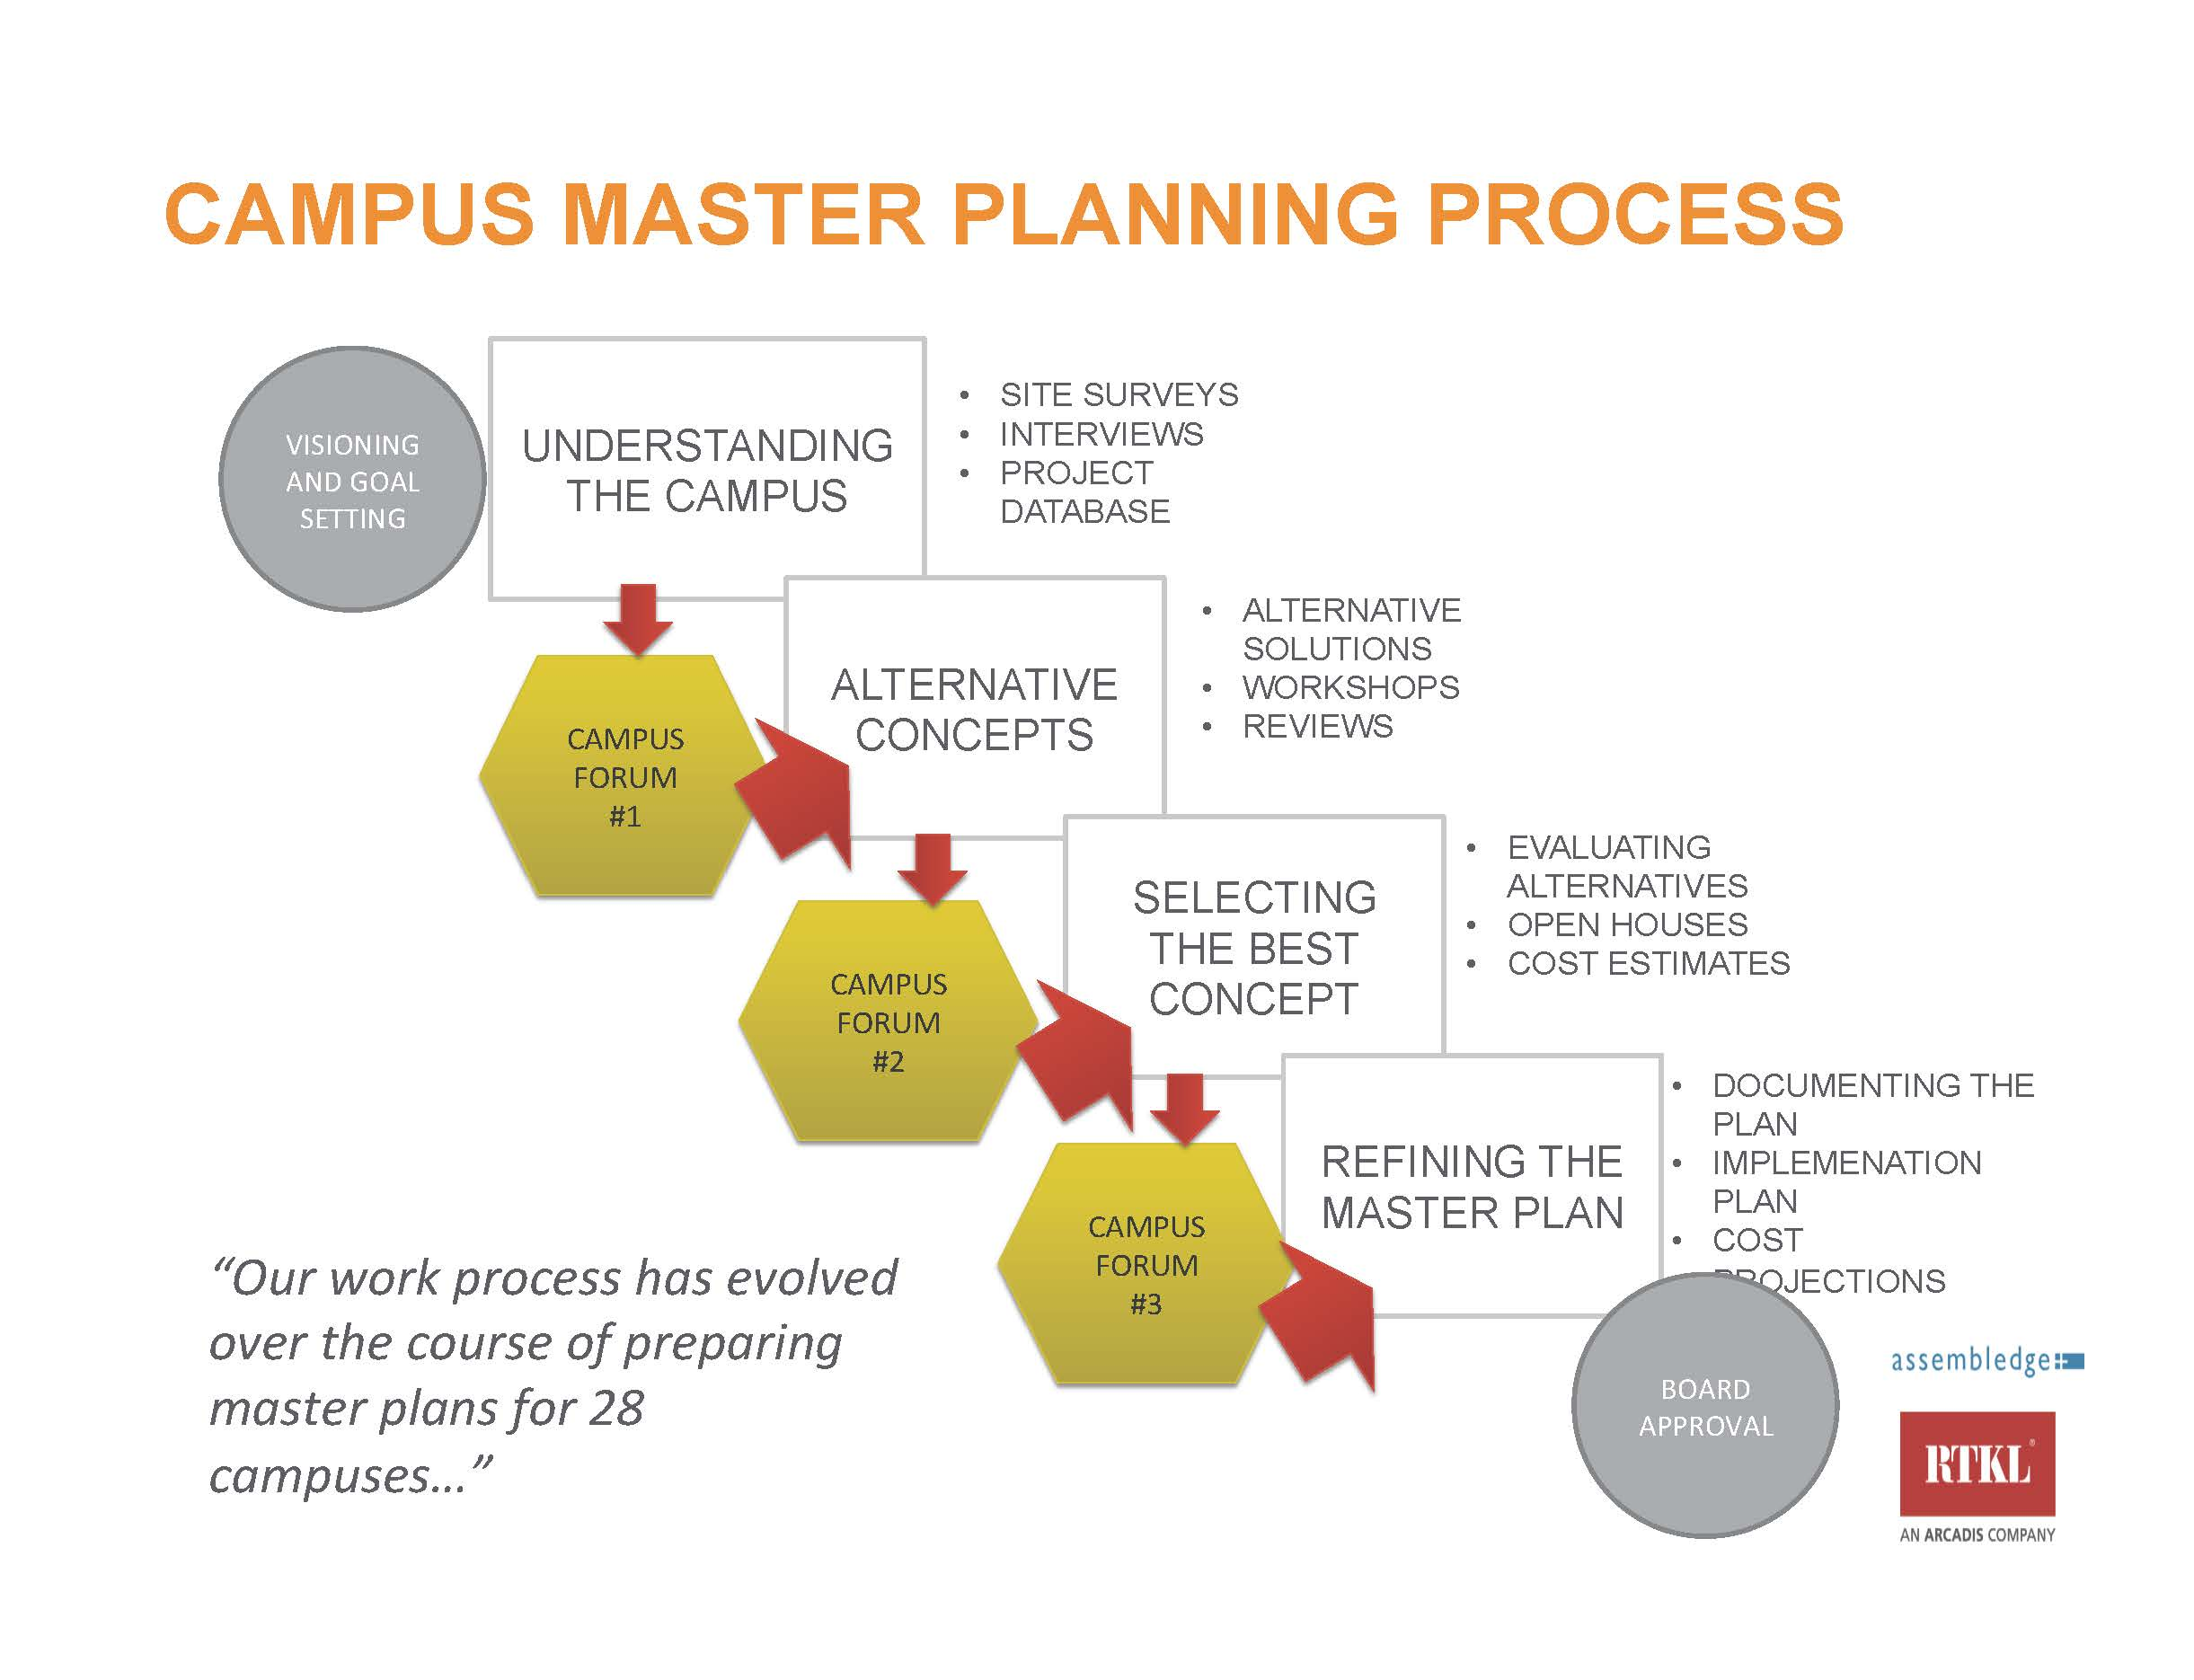 CAMPUS MASTER PLANNING PROCESS
VISIONING
AND GOAL
SETTING
UNDERSTANDING
THE CAMPUS
• SITE SURVEYS
• INTERVIEWS
• PROJECT
DATABASE
CAMPUS
FORUM
#1
ALTERNATIVE
CONCEPTS
• ALTERNATIVE
SOLUTIONS
• WORKSHOPS
• REVIEWS
CAMPUS
FORUM
#2
SELECTING
THE BEST
CONCEPT
• EVALUATING
ALTERNATIVES
• OPEN HOUSES
• COST ESTIMATES
CAMPUS
FORUM
#3
REFINING THE
MASTER PLAN
• DOCUMENTING THE
PLAN
• IMPLEMENATION
PLAN
• COST
PROJECTIONS
BOARD
APPROVAL
“Our work process has evolved
over the course of preparing
master plans for 28
campuses…”
assembledge
RTKL®
AN ARCADIS COMPANY